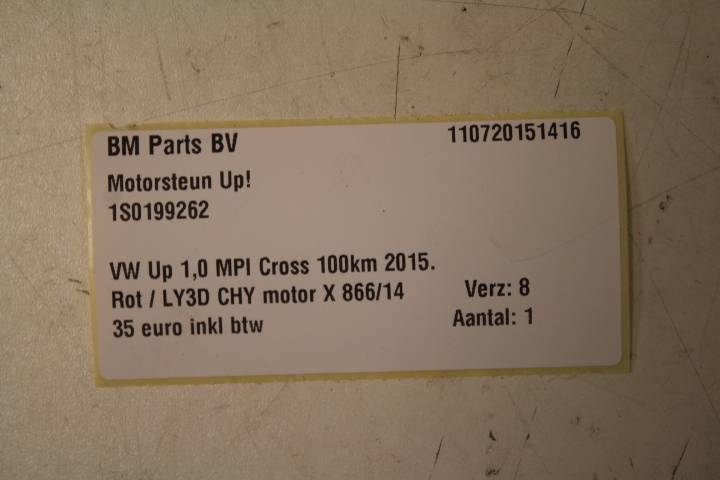 BM Parts BV 110720151416
Motorsteun Up!
1S0199262
VW Up 1,0 MPI Cross 100km 2015.
Rot / LY3D CHY motor X 866/14 Verz: 8
35 euro inkl btw Aantal: 1